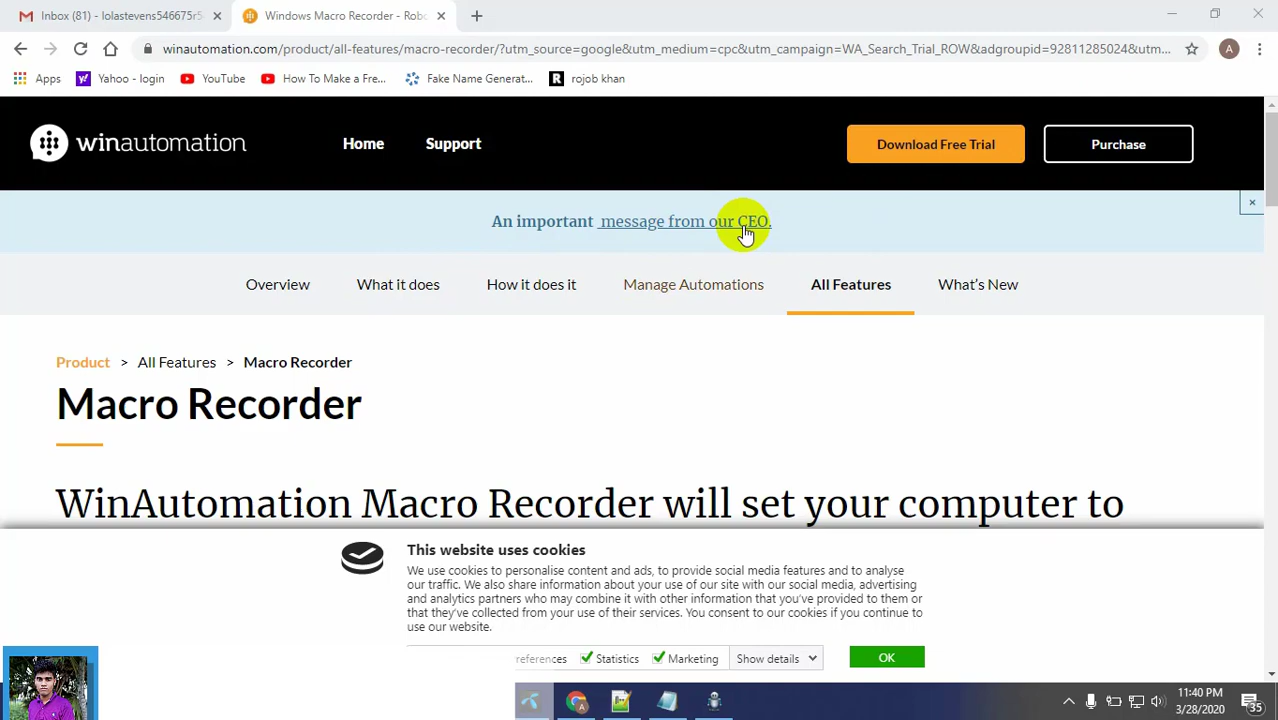 Inbox (81) - lolastevens546675r5
Windows Macro Recorder - Robo
winautomation.com/product/all-features/macro-recorder/?utm_source=google&utm_medium=cpc&utm_campaign=WA_Search_Trial_ROW&adgroupid=92811285024&utm...
A
Apps
Yahoo - login
YouTube
How To Make a Fre...
Fake Name Generat...
R
rojob khan
winautomation
Home
Support
Download Free Trial
Purchase
An important message from our CEO.
Overview
What it does
How it does it
Manage Automations
All Features
What's New
Product > All Features > Macro Recorder
Macro Recorder
WinAutomation Macro Recorder will set your computer to
This website uses cookies
We use cookies to personalise content and ads, to provide social media features and to analyse
our traffic. We also share information about your use of our site with our social media, advertising
and analytics partners who may combine it with other information that you've provided to them or
that they've collected from your use of their services. You consent to our cookies if you continue to
use our website.
references
Statistics
Marketing
Show details
OK
11:40 PM
3/28/2020
35